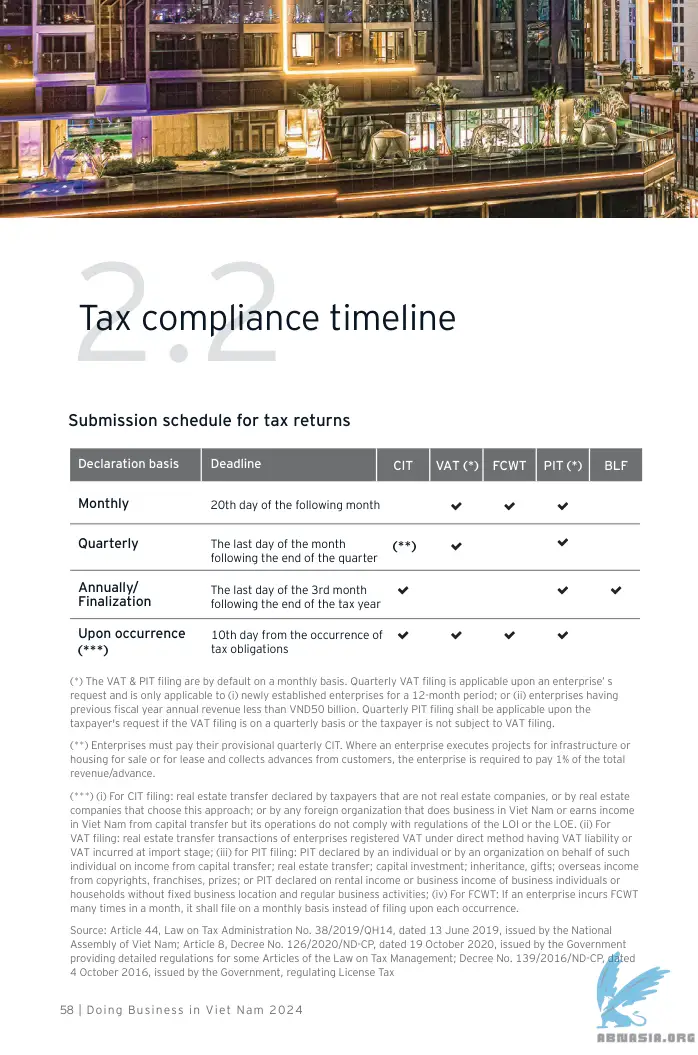 2.2
Tax compliance timeline
Submission schedule for tax returns
Declaration basis Deadline CIT VAT (*) FCWT PIT (*) BLF
Monthly 20th day of the following month ✓ ✓ ✓
Quarterly The last day of the month (**) ✓ ✓
following the end of the quarter
Annually/ The last day of the 3rd month ✓ ✓ ✓
Finalization following the end of the tax year
Upon occurrence 10th day from the occurrence of ✓ ✓ ✓ ✓
(***) tax obligations
(*) The VAT & PIT filing are by default on a monthly basis. Quarterly VAT filing is applicable upon an enterprise' s
request and is only applicable to (i) newly established enterprises for a 12-month period; or (ii) enterprises having
previous fiscal year annual revenue less than VND50 billion. Quarterly PIT filing shall be applicable upon the
taxpayer's request if the VAT filing is on a quarterly basis or the taxpayer is not subject to VAT filing.
(**) Enterprises must pay their provisional quarterly CIT. Where an enterprise executes projects for infrastructure or
housing for sale or for lease and collects advances from customers, the enterprise is required to pay 1% of the total
revenue/advance.
(***) (i) For CIT filing: real estate transfer declared by taxpayers that are not real estate companies, or by real estate
companies that choose this approach; or by any foreign organization that does business in Viet Nam or earns income
in Viet Nam from capital transfer but its operations do not comply with regulations of the LOI or the LOE. (ii) For
VAT filing: real estate transfer transactions of enterprises registered VAT under direct method having VAT liability or
VAT incurred at import stage; (iii) for PIT filing: PIT declared by an individual or by an organization on behalf of such
individual on income from capital transfer; real estate transfer; capital investment; inheritance, gifts; overseas income
from copyrights, franchises, prizes; or PIT declared on rental income or business income of business individuals or
households without fixed business location and regular business activities; (iv) For FCWT: If an enterprise incurs FCWT
many times in a month, it shall file on a monthly basis instead of filing upon each occurrence.
Source: Article 44, Law on Tax Administration No. 38/2019/QH14, dated 13 June 2019, issued by the National
Assembly of Viet Nam; Article 8, Decree No. 126/2020/ND-CP, dated 19 October 2020, issued by the Government
providing detailed regulations for some Articles of the Law on Tax Management; Decree No. 139/2016/ND-CP, dated
4 October 2016, issued by the Government, regulating License Tax
58 | Doing Business in Viet Nam 2024
ABNASIA.ORG